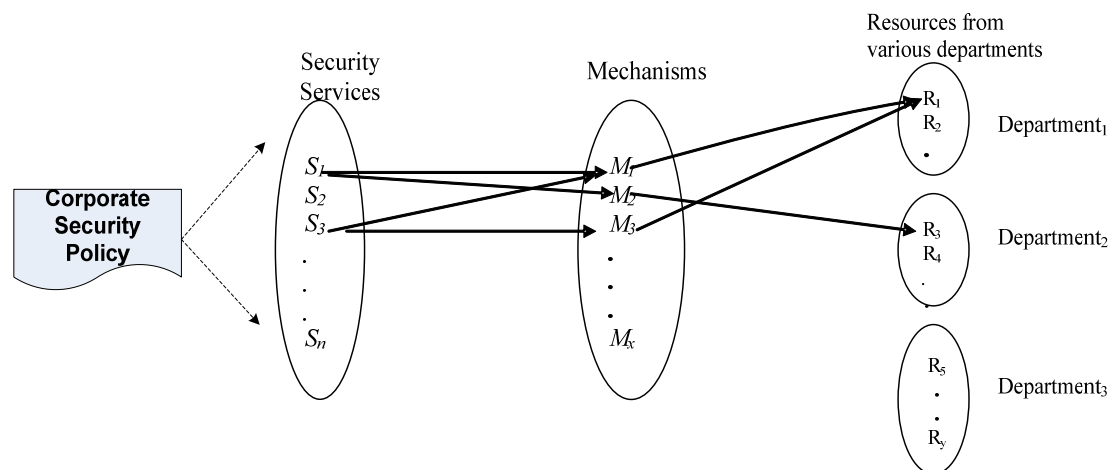 Resources from
various departments
Security
Services
Mechanisms
Corporate
Security
Policy
S1
S2
S3
.
.
.
Sn
M1
M2
M3
.
.
.
Mx
R1
R2
.
Department1
R3
R4
.
.
Department2
R5
.
.
Ry
Department3